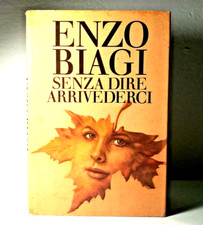 ENZO
BIAGI
SENZA DIRE
ARRIVEDERCI